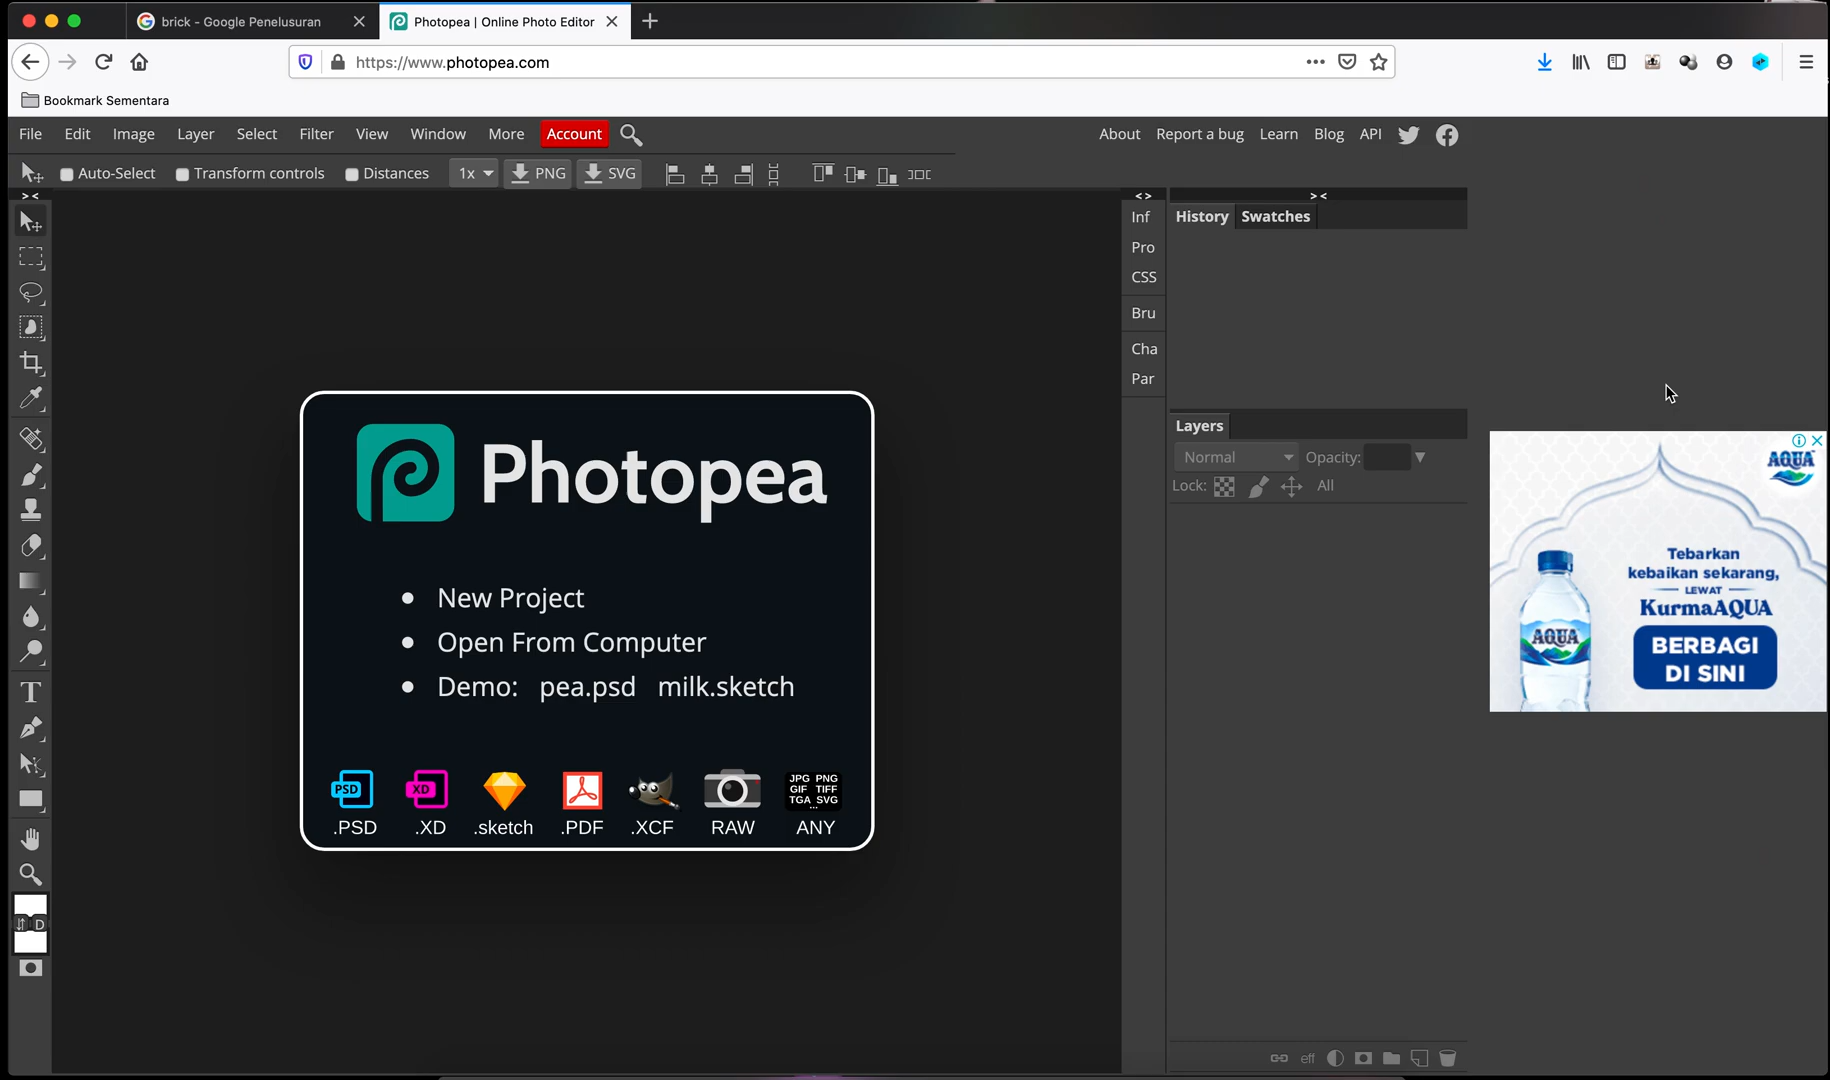 brick - Google Penelusuran
Photopea | Online Photo Editor
https://www.photopea.com
Bookmark Sementara
File Edit Image Layer Select Filter View Window More Account
About Report a bug Learn Blog API
Auto-Select Transform controls Distances 1x PNG SVG
> <
< >
> <
Inf
Pro
CSS
Bru
Cha
Par
History Swatches
Layers
Normal Opacity:
Lock: All
Photopea
New Project
Open From Computer
Demo: pea.psd milk.sketch
PSD
XD
JPG PNG
GIF TIFF
TGA SVG
...
.PSD .XD .sketch .PDF .XCF RAW ANY
T
D
AQUA
Tebarkan
kebaikan sekarang,
LEWAT
KurmaAQUA
BERBAGI
DI SINI
AQUA
eff